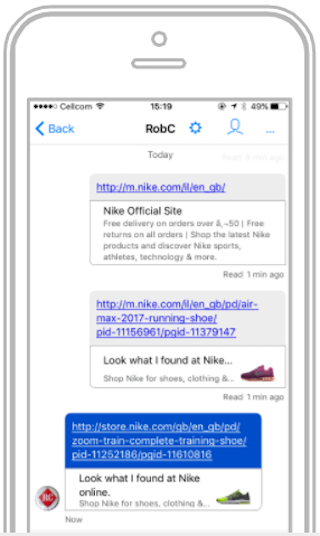 Cellcom 15:19 49%
Back RobC ...
Today Read 4 min ago
http://m.nike.com/il/en_gb/
Nike Official Site
Free delivery on orders over â‚¬50 | Free
returns on all orders | Shop the latest Nike
products and discover Nike sports,
athletes, technology & more.
Read 1 min ago
http://m.nike.com/il/en_gb/pd/air-
max-2017-running-shoe/
pid-11156961/pgid-11379147
Look what I found at Nike...
Shop Nike for shoes, clothing &...
Read 1 min ago
http://store.nike.com/gb/en_gb/pd/
zoom-train-complete-training-shoe/
pid-11252186/pgid-11610816
Look what I found at Nike
online.
Shop Nike for shoes, clothing &...
RC
Now